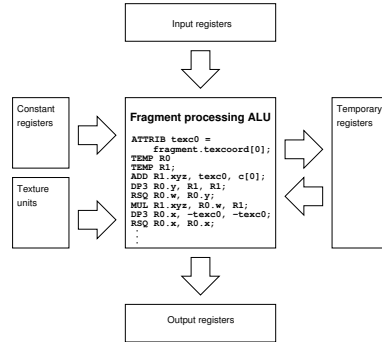 Input registers
Constant
registers
Texture
units
Fragment processing ALU
ATTRIB texc0 =
fragment.texcoord[0];
TEMP R0
TEMP R1;
ADD R1.xyz, texc0, c[0];
DP3 R0.y, R1, R1;
RSQ R0.w, R0.y;
MUL R1.xyz, R0.w, R1;
DP3 R0.x, -texc0, -texc0;
RSQ R0.x, R0.x;
.
.
.
Temporary
registers
Output registers